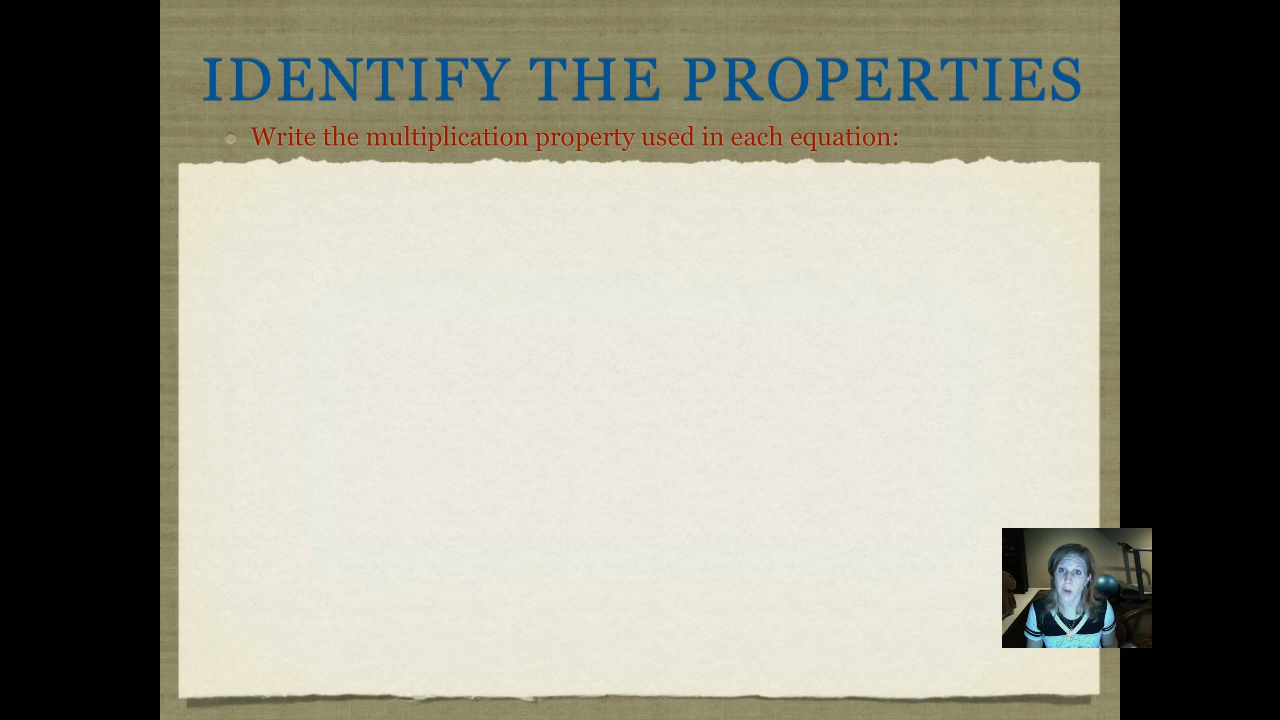 IDENTIFY THE PROPERTIES
Write the multiplication property used in each equation: